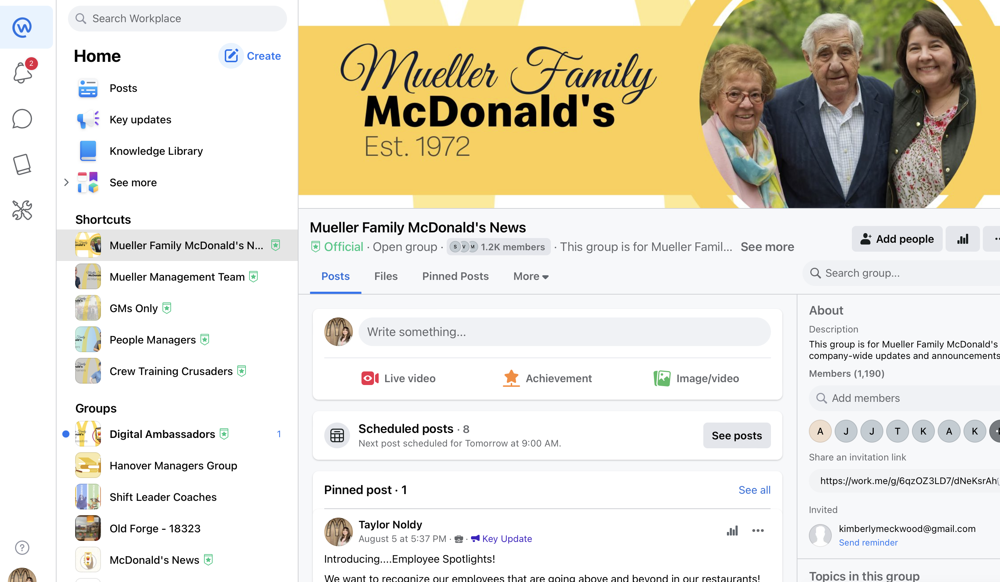 Search Workplace
2
Home
Create
Posts
Key updates
Knowledge Library
See more
Shortcuts
Mueller Family McDonald's N...
Mueller Management Team
GMs Only
People Managers
Crew Training Crusaders
Groups
Digital Ambassadors
1
Hanover Managers Group
Shift Leader Coaches
Old Forge - 18323
McDonald's News
Mueller Family
McDonald's
Est. 1972
Mueller Family McDonald's News
Official · Open group · S V M 1.2K members · This group is for Mueller Famil... See more
Add people
Posts
Files
Pinned Posts
More
Search group...
Write something...
Live video
Achievement
Image/video
Scheduled posts · 8
Next post scheduled for Tomorrow at 9:00 AM.
See posts
Pinned post · 1
See all
Taylor Noldy
August 5 at 5:37 PM · · Key Update
Introducing....Employee Spotlights!
We want to recognize our employees that are going above and beyond in our restaurants!
About
Description
This group is for Mueller Family McDonald's
company-wide updates and announcements
Members (1,190)
Add members
A J J T K A K
Share an invitation link
https://work.me/g/6qzOZ3LD7/dNeKsrAh
Invited
kimberlymeckwood@gmail.com
Send reminder
Topics in this group